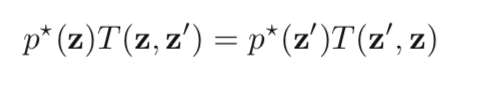 p⋆(z)T(z, z′) = p⋆(z′)T(z′, z)